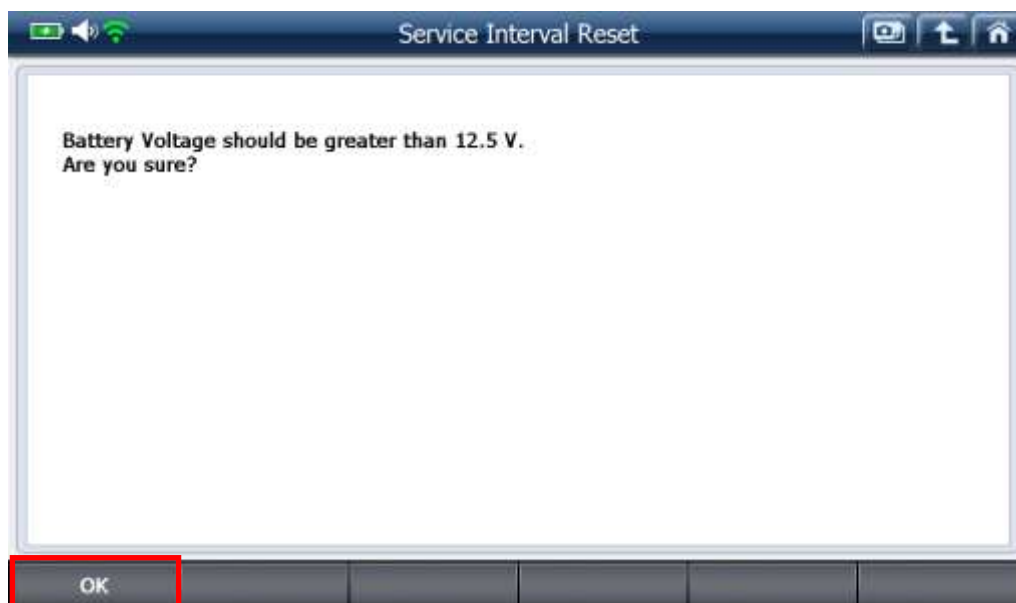 Service Interval Reset
Battery Voltage should be greater than 12.5 V.
Are you sure?
OK